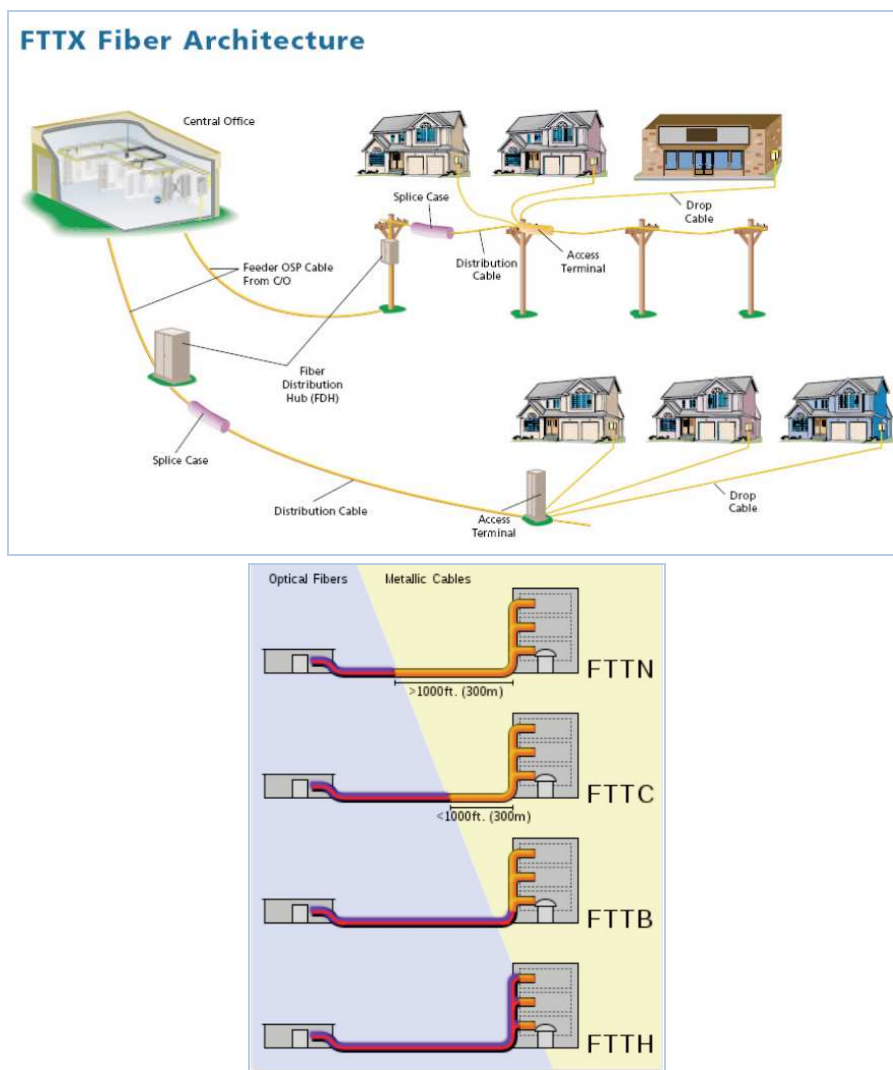 FTTX Fiber Architecture
Central Office
Splice Case
Drop
Cable
Feeder OSP Cable
From C/O
Distribution
Cable
Access
Terminal
Fiber
Distribution
Hub (FDH)
Splice Case
Distribution Cable
Access
Terminal
Drop
Cable
Optical Fibers
Metallic Cables
FTTN
>1000ft. (300m)
FTTC
<1000ft. (300m)
FTTB
FTTH